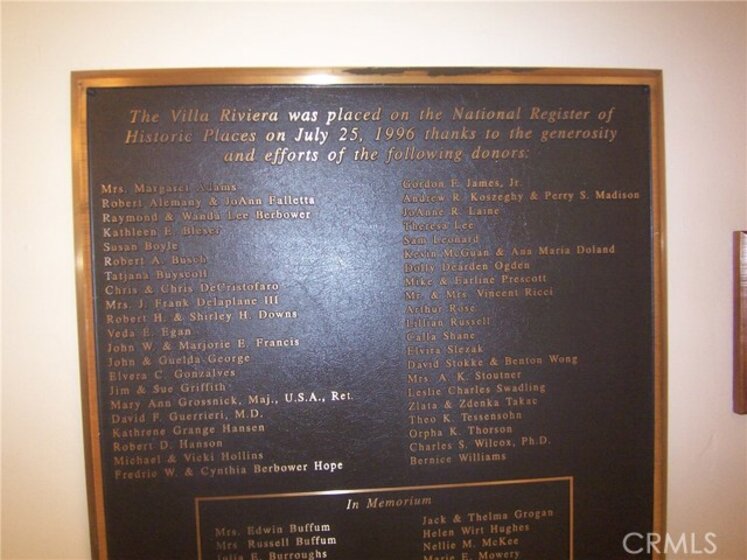 The Villa Riviera was placed on the National Register of
Historic Places on July 25, 1996 thanks to the generosity
and efforts of the following donors:
Mrs. Margaret Adams
Robert Alemany & JoAnn Falletta
Raymond & Wanda Lee Berbower
Kathleen E. Bleser
Susan Boyle
Robert A. Busch
Tatjana Buyscoll
Chris & Chris DeCristofaro
Mrs. J. Frank Delaplane III
Robert H. & Shirley H. Downs
Veda E. Egan
John W. & Marjorie E. Francis
John & Guelda George
Elvera C. Gonzalves
Jim & Sue Griffith
Mary Ann Grossnick, Maj., U.S.A., Ret.
David F. Guerrieri, M.D.
Kathrene Grange Hansen
Robert D. Hanson
Michael & Vicki Hollins
Fredric W. & Cynthia Berbower Hope
Gordon E. James, Jr.
Andrew R. Koszeghy & Perry S. Madison
JoAnne R. Laine
Theresa Lee
Sam Leonard
Kevin McGuan & Ana Maria Doland
Dolly Dearden Ogden
Mike & Earline Prescott
Mr. & Mrs. Vincent Ricci
Arthur Rose
Lillian Russell
Calla Shane
Elvira Slezak
David Stokke & Benton Wong
Mrs. A. K. Stoutner
Leslie Charles Swadling
Zlata & Zdenka Takac
Theo K. Tessensohn
Orpha K. Thorson
Charles S. Wilcox, Ph.D.
Bernice Williams
In Memorium
Mrs. Edwin Buffum
Mrs. Russell Buffum
Julia E. Burroughs
Jack & Thelma Grogan
Helen Wirt Hughes
Nellie M. McKee
Marie E. Mowery
CRMLS